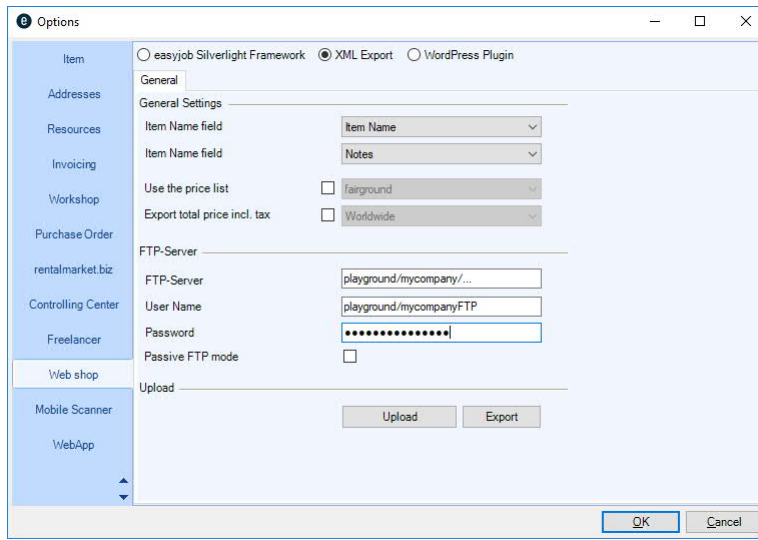 e Options
Item
Addresses
Resources
Invoicing
Workshop
Purchase Order
rentalmarket.biz
Controlling Center
Freelancer
Web shop
Mobile Scanner
WebApp
easyjob Silverlight Framework XML Export WordPress Plugin
General
General Settings
Item Name field Item Name
Item Name field Notes
Use the price list fairground
Export total price incl. tax Worldwide
FTP-Server
FTP-Server playground/mycompany/...
User Name playground/mycompanyFTP
Password ●●●●●●●●●●●●●●●
Passive FTP mode
Upload
Upload Export
OK Cancel